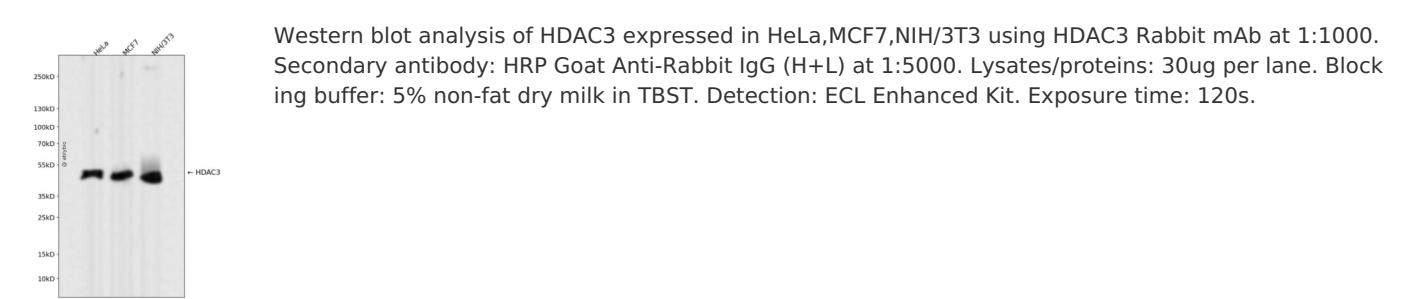 HeLa
MCF7
NIH/3T3
250kD
130kD
100kD
70kD
55kD
35kD
25kD
15kD
10kD
← HDAC3
Western blot analysis of HDAC3 expressed in HeLa,MCF7,NIH/3T3 using HDAC3 Rabbit mAb at 1:1000.
Secondary antibody: HRP Goat Anti-Rabbit IgG (H+L) at 1:5000. Lysates/proteins: 30ug per lane. Block
ing buffer: 5% non-fat dry milk in TBST. Detection: ECL Enhanced Kit. Exposure time: 120s.